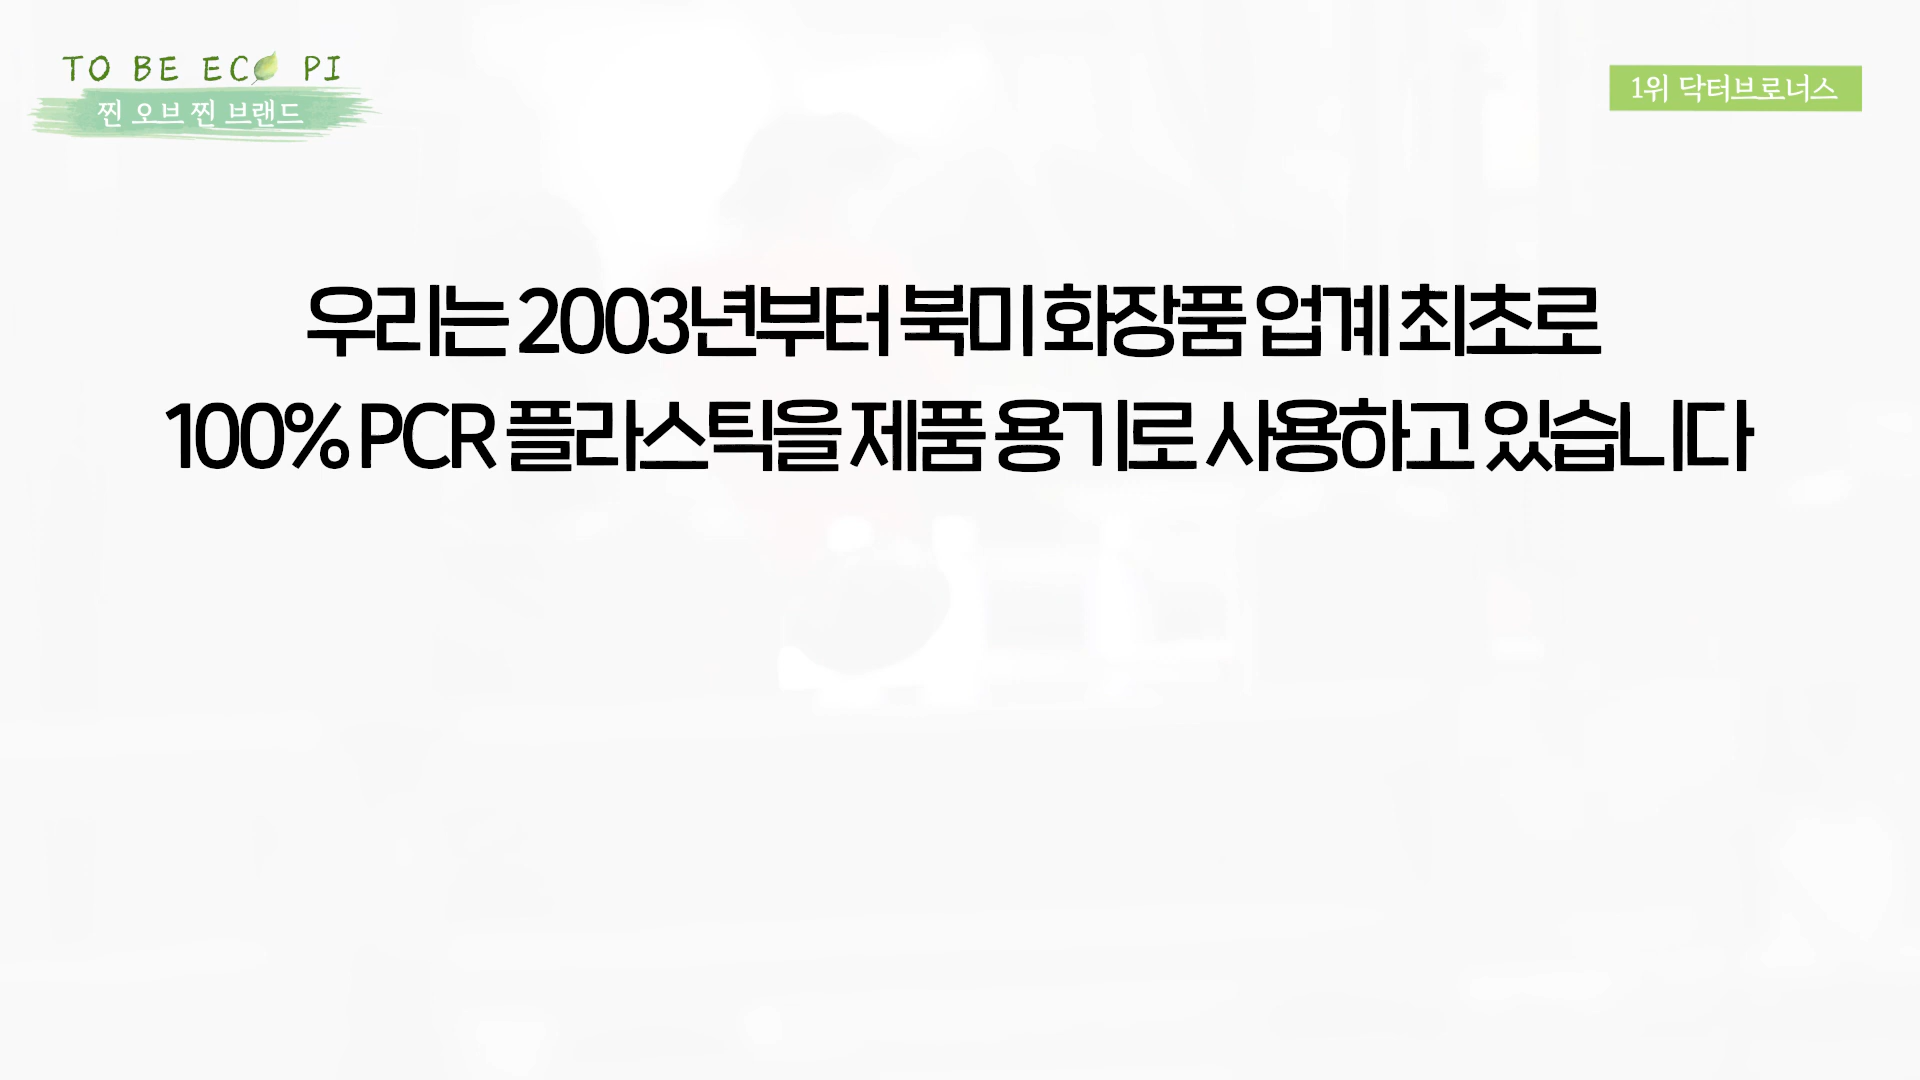 TO BE ECO PI
찐 오브 찐 브랜드
1위 닥터브로너스
우리는 2003년부터 북미 화장품 업계 최초로
100% PCR 플라스틱을 제품 용기로 사용하고 있습니다